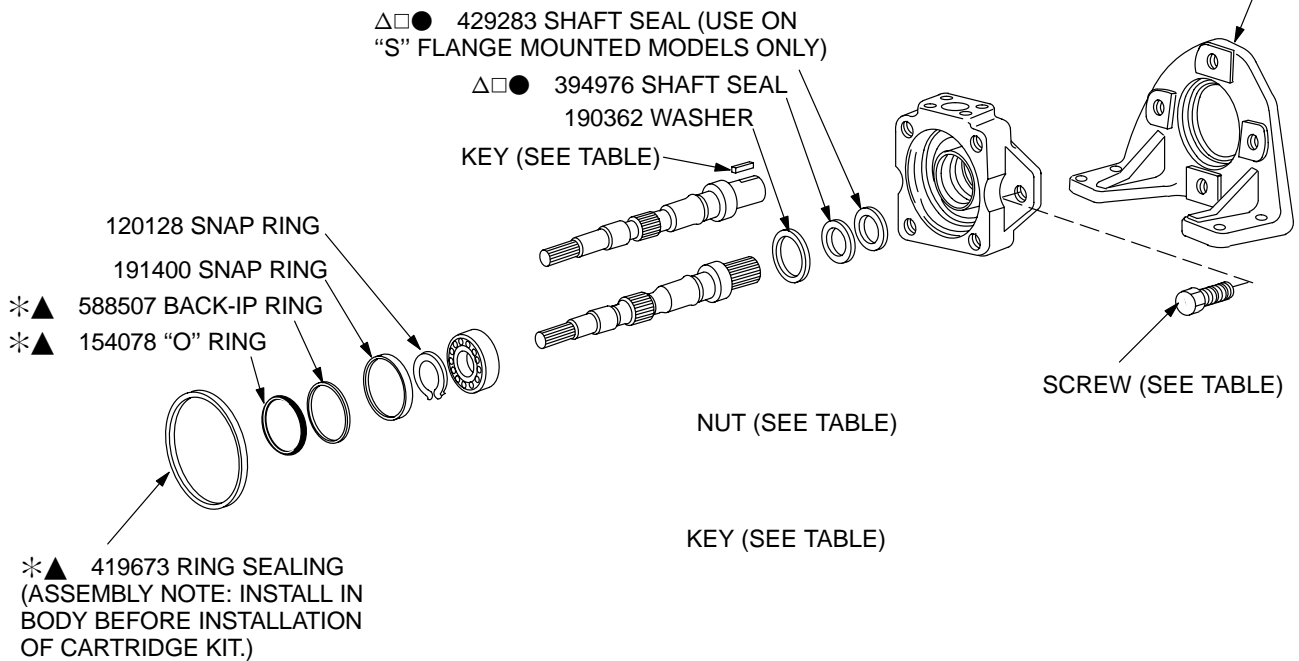 △□● 429283 SHAFT SEAL (USE ON
“S” FLANGE MOUNTED MODELS ONLY)
△□● 394976 SHAFT SEAL
190362 WASHER
KEY (SEE TABLE)
120128 SNAP RING
191400 SNAP RING
✳▲ 588507 BACK-IP RING
✳▲ 154078 “O” RING
SCREW (SEE TABLE)
NUT (SEE TABLE)
KEY (SEE TABLE)
✳▲ 419673 RING SEALING
(ASSEMBLY NOTE: INSTALL IN
BODY BEFORE INSTALLATION
OF CARTRIDGE KIT.)